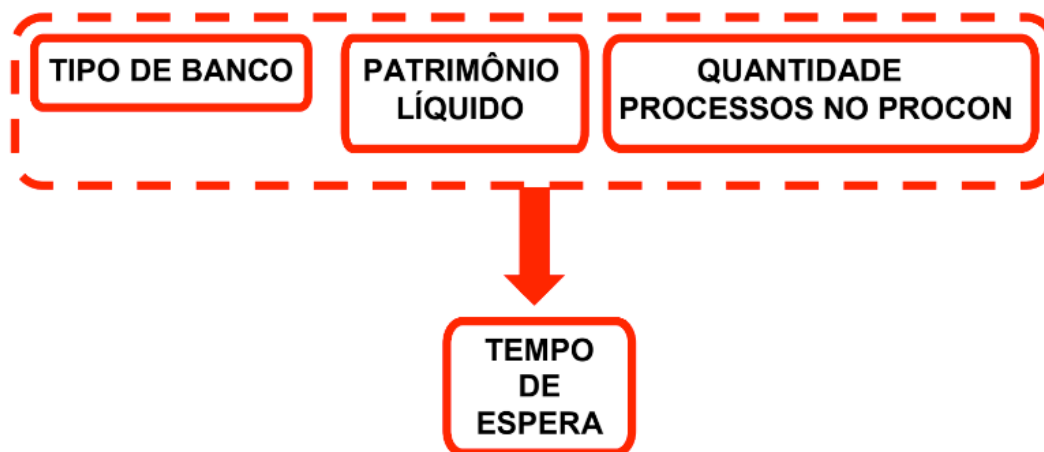 TIPO DE BANCO
PATRIMÔNIO
LÍQUIDO
QUANTIDADE
PROCESSOS NO PROCON
TEMPO
DE
ESPERA